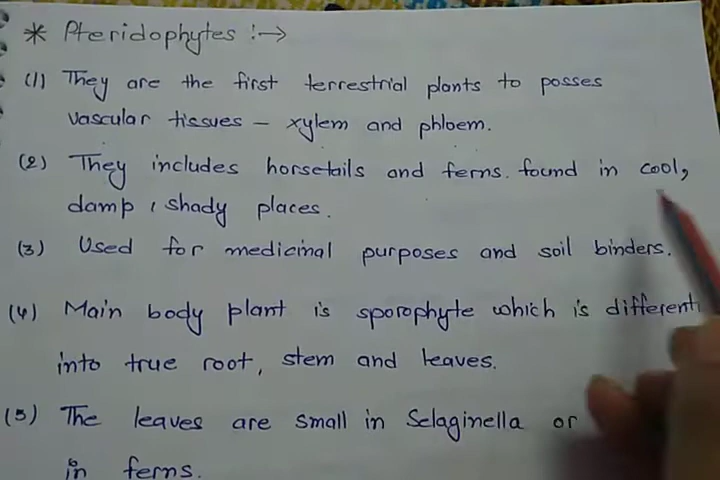 * Pteridophytes :→
(1) They are the first terrestrial plants to posses
vascular tissues - xylem and phloem.
(2) They includes horsetails and ferns. found in cool,
damp, shady places.
(3) Used for medicinal purposes and soil binders.
(4) Main body plant is sporophyte which is different
into true root, stem and leaves.
(5) The leaves are small in Selaginella or
in ferns.